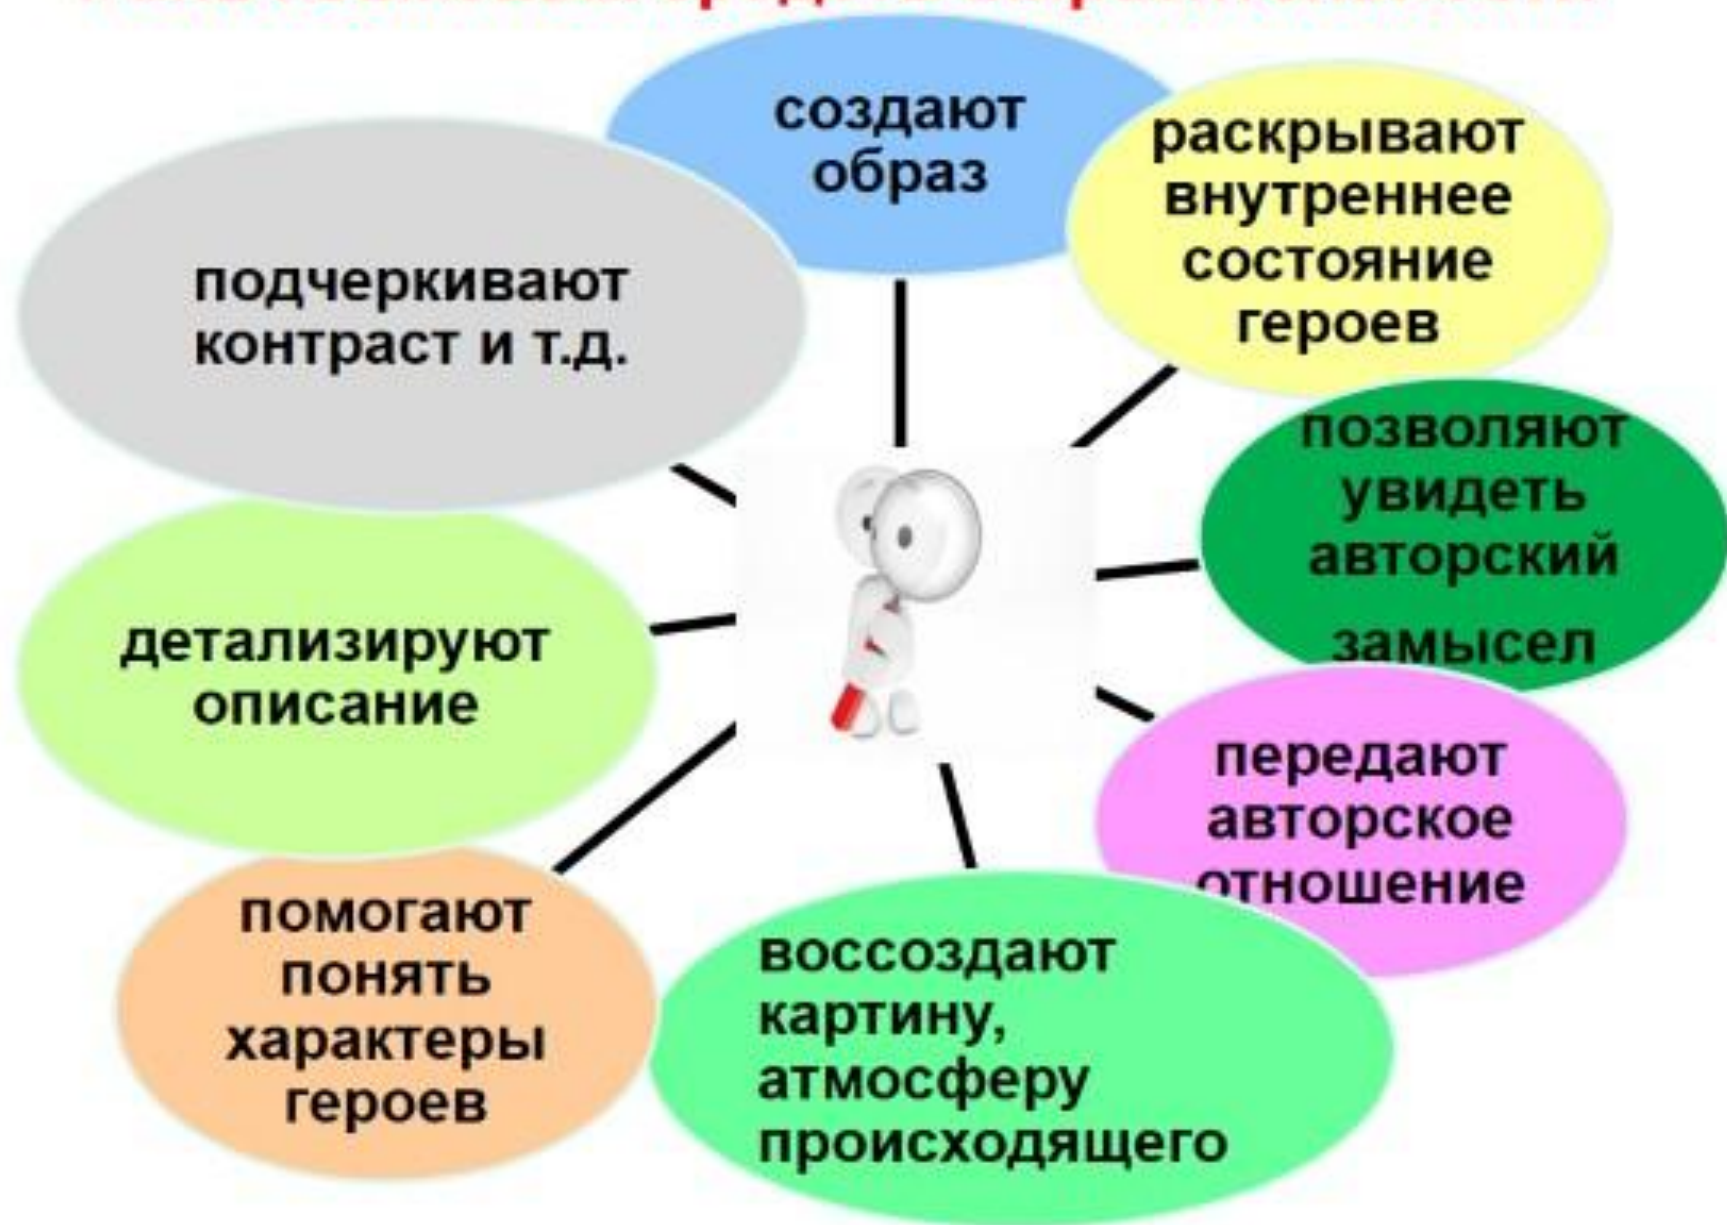 создают
образ
раскрывают
внутреннее
состояние
героев
позволяют
увидеть
авторский
замысел
передают
авторское
отношение
воссоздают
картину,
атмосферу
происходящего
помогают
понять
характеры
героев
детализируют
описание
подчеркивают
контраст и т.д.